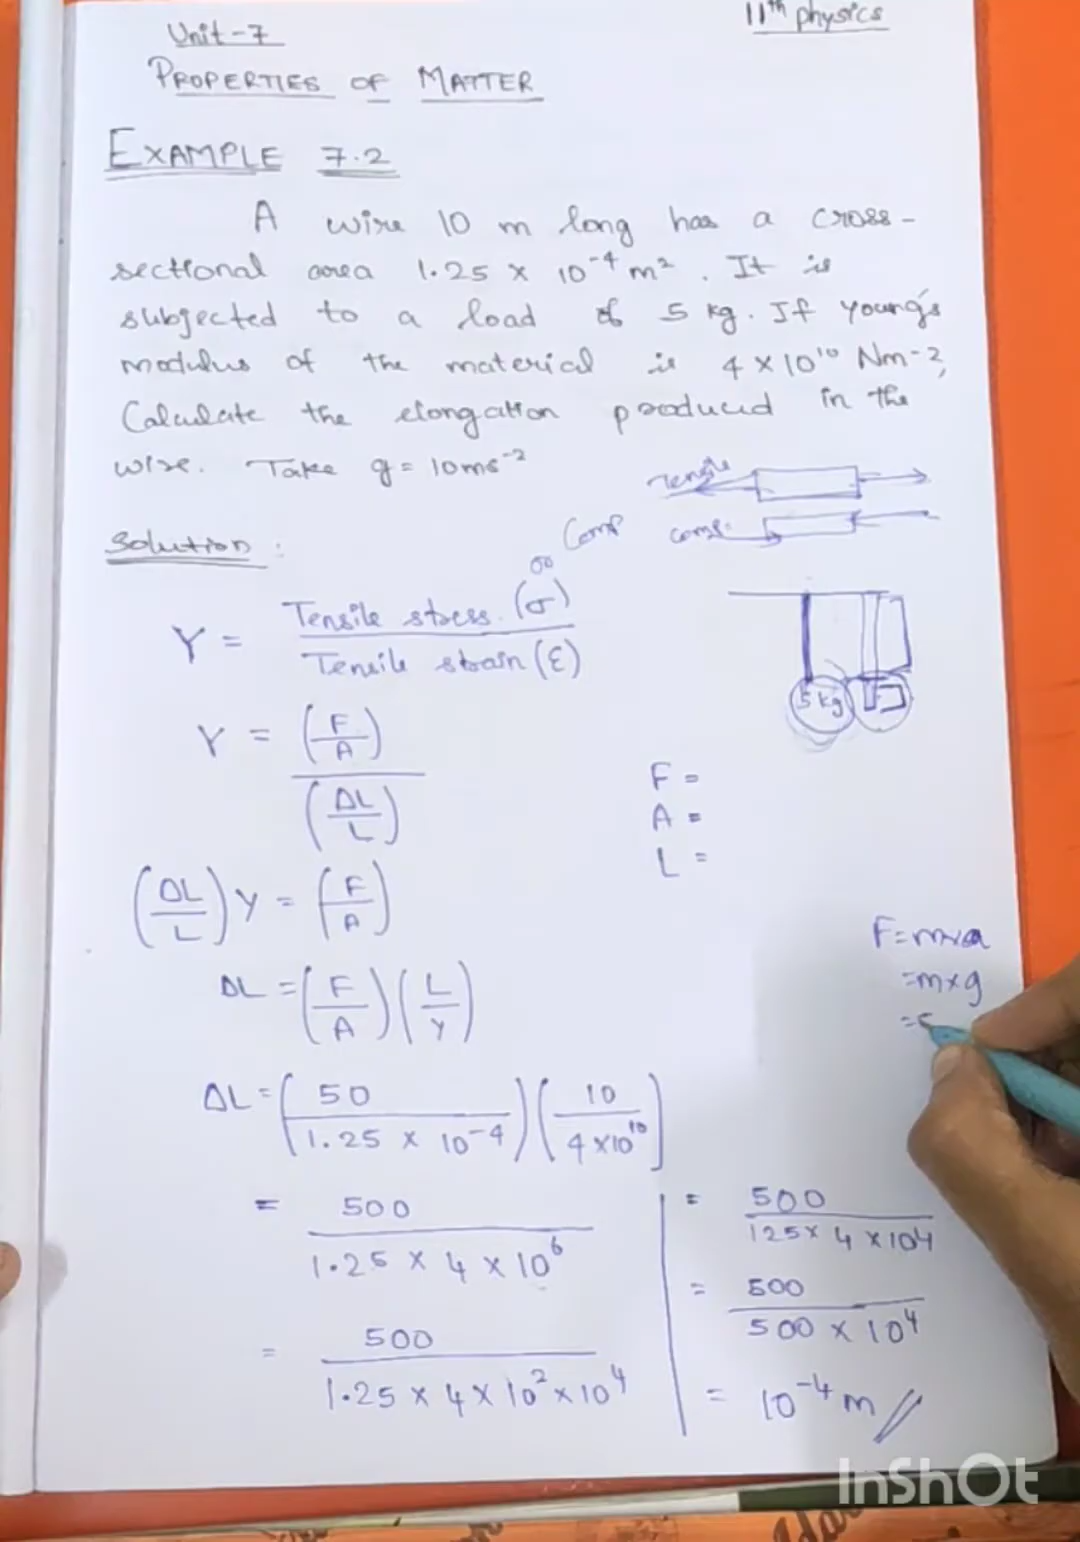 Unit-7
11th physics
PROPERTIES OF MATTER
EXAMPLE 7.2
A wire 10 m long has a cross-
sectional area 1.25 × 10⁻⁴ m². It is
subjected to a load of 5 kg. If young's
modulus of the material is 4 × 10¹⁰ Nm-2,
Calculate the elongation produced in the
wire. Take g = 10ms⁻²
Tensile
Comp
comp.
Solution :
Y = Tensile stress (σ) / Tensile strain (ε)
5 kg
Y = (F/A) / (ΔL/L)
F =
A =
L =
(ΔL/L) Y = (F/A)
F = m×a
= m×g
ΔL = (F/A) (L/Y)
ΔL = (50 / 1.25 × 10⁻⁴) (10 / 4×10¹⁰)
= 500 / 1.25 × 4 × 10⁶
= 500 / 1.25 × 4 × 10² × 10⁴
= 500 / 125 × 4 × 10⁴
= 500 / 500 × 10⁴
= 10⁻⁴ m //
InShOt